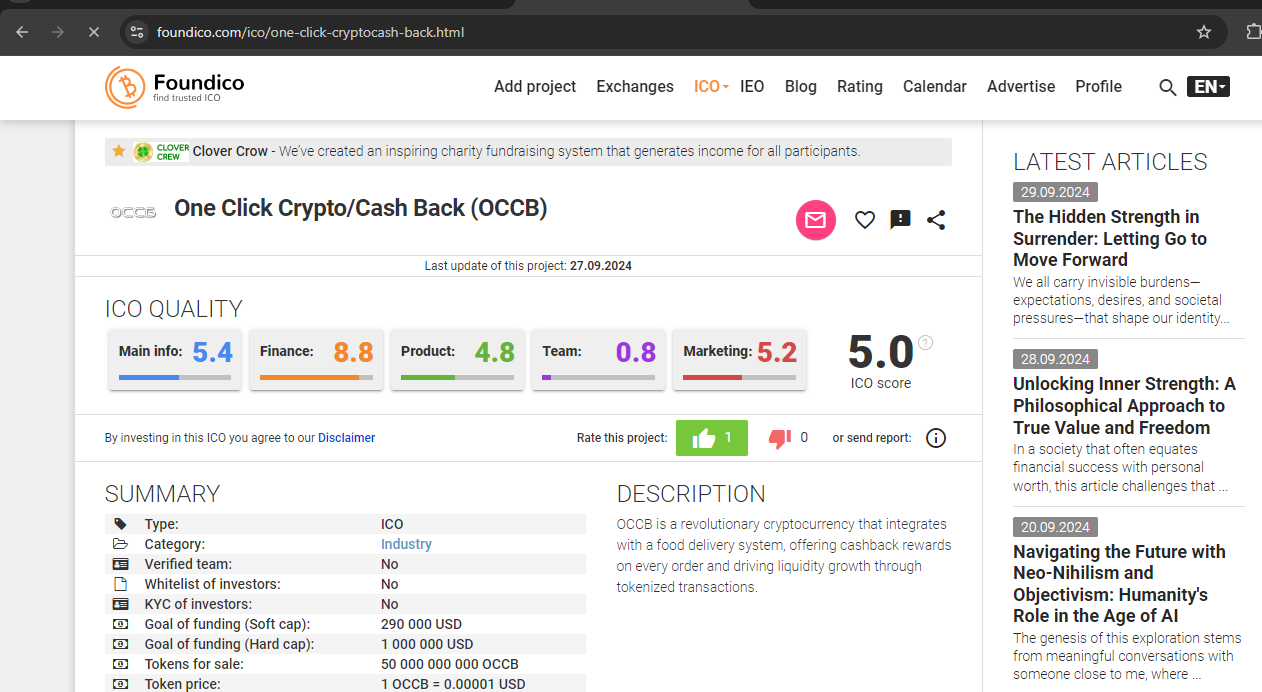 foundico.com/ico/one-click-cryptocash-back.html
Foundico
find trusted ICO
Add project Exchanges ICO IEO Blog Rating Calendar Advertise Profile EN
CLOVER CREW Clover Crow - We've created an inspiring charity fundraising system that generates income for all participants.
OCCB One Click Crypto/Cash Back (OCCB)
Last update of this project: 27.09.2024
ICO QUALITY
Main info: 5.4 Finance: 8.8 Product: 4.8 Team: 0.8 Marketing: 5.2 5.0 ?
ICO score
By investing in this ICO you agree to our Disclaimer Rate this project: 1 0 or send report:
SUMMARY
Type: ICO
Category: Industry
Verified team: No
Whitelist of investors: No
KYC of investors: No
Goal of funding (Soft cap): 290 000 USD
Goal of funding (Hard cap): 1 000 000 USD
Tokens for sale: 50 000 000 000 OCCB
Token price: 1 OCCB = 0.00001 USD
DESCRIPTION
OCCB is a revolutionary cryptocurrency that integrates
with a food delivery system, offering cashback rewards
on every order and driving liquidity growth through
tokenized transactions.
LATEST ARTICLES
29.09.2024
The Hidden Strength in
Surrender: Letting Go to
Move Forward
We all carry invisible burdens—
expectations, desires, and societal
pressures—that shape our identity...
28.09.2024
Unlocking Inner Strength: A
Philosophical Approach to
True Value and Freedom
In a society that often equates
financial success with personal
worth, this article challenges that ...
20.09.2024
Navigating the Future with
Neo-Nihilism and
Objectivism: Humanity's
Role in the Age of AI
The genesis of this exploration stems
from meaningful conversations with
someone close to me, where ...